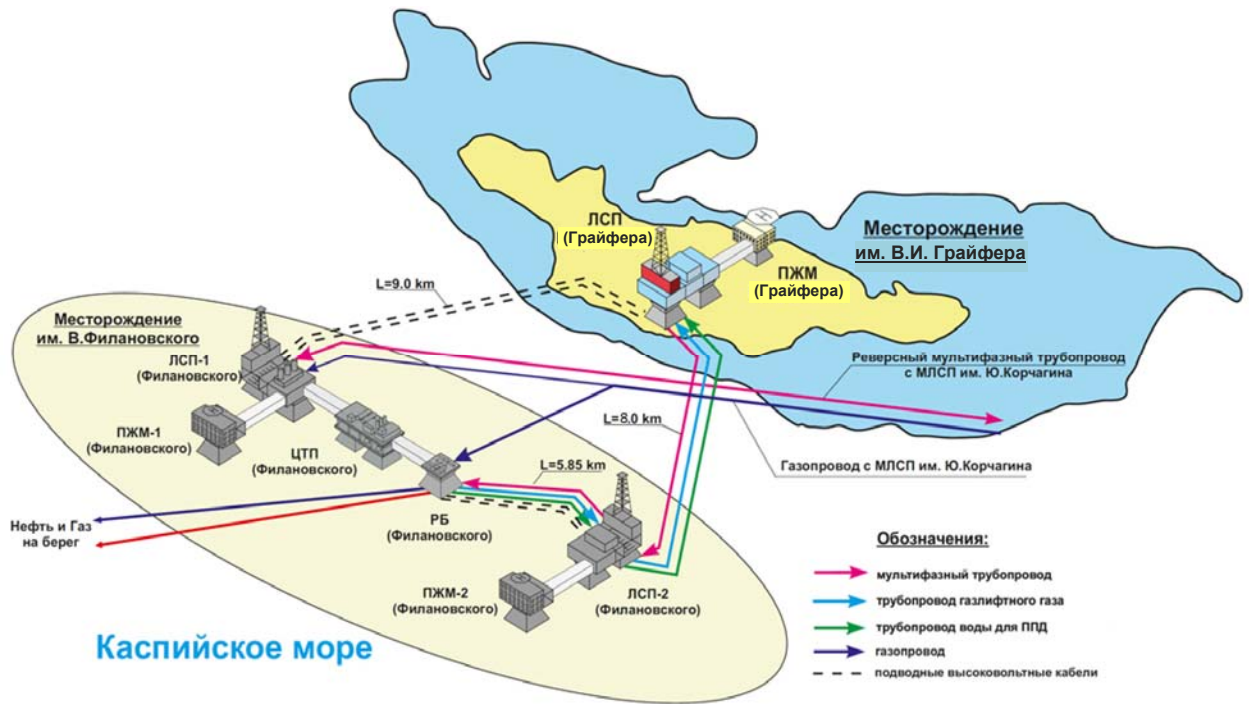 ЛСП
(Грайфера)
Месторождение
им. В.И. Грайфера
ПЖМ
(Грайфера)
L=9.0 km
Месторождение
им. В.Филановского
ЛСП-1
(Филановского)
Реверсный мультифазный трубопровод
с МЛСП им. Ю.Корчагина
ПЖМ-1
(Филановского)
L=8.0 km
ЦТП
(Филановского)
L=5.85 km
Газопровод с МЛСП им. Ю.Корчагина
Нефть и Газ
на берег
РБ
(Филановского)
Обозначения:
мультифазный трубопровод
трубопровод газлифтного газа
трубопровод воды для ППД
газопровод
подводные высоковольтные кабели
ПЖМ-2
(Филановского)
ЛСП-2
(Филановского)
Каспийское море
H